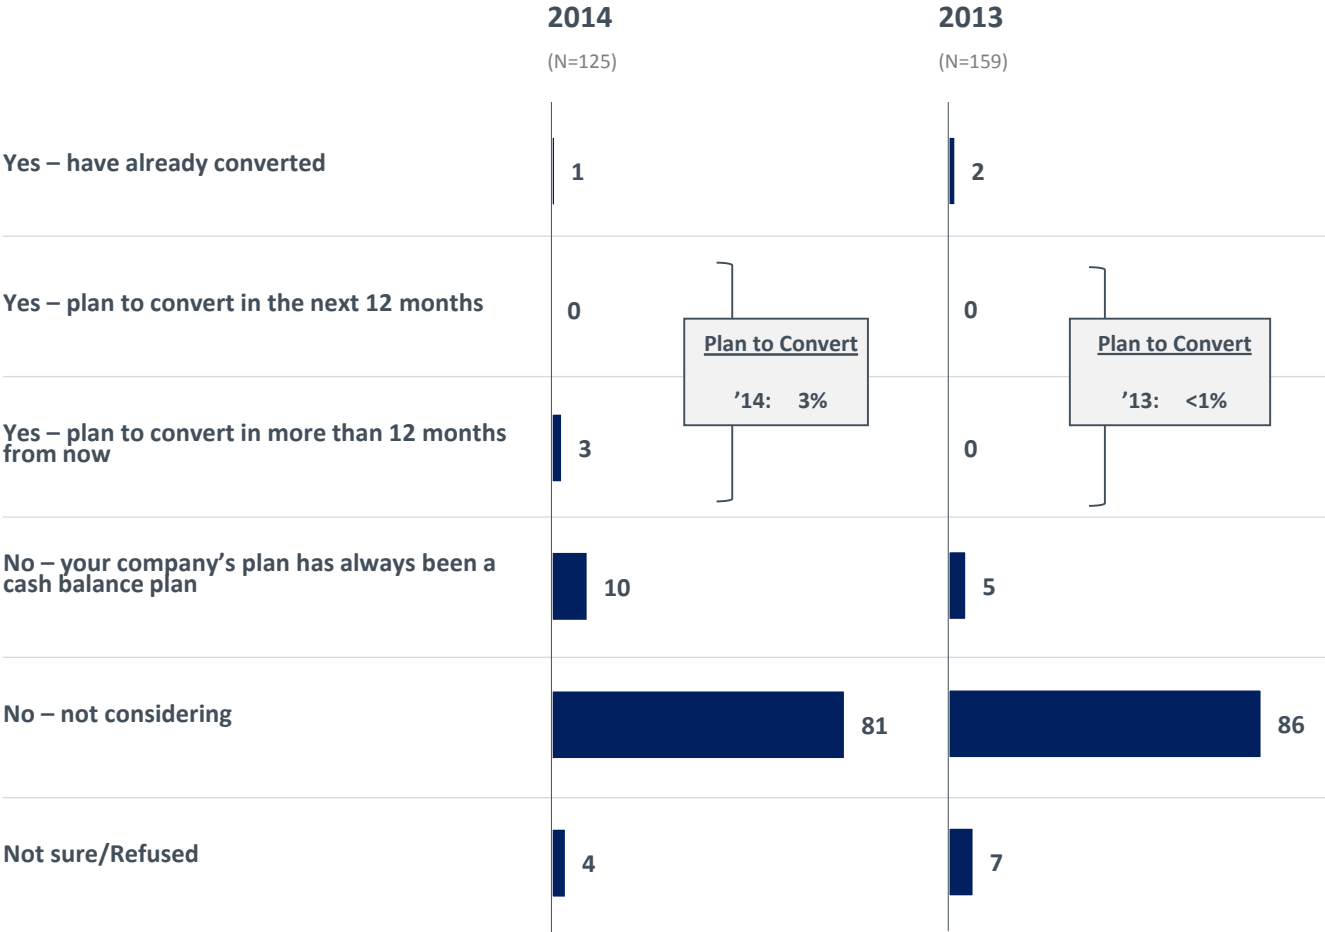 2014
2013
(N=125)
(N=159)
Yes – have already converted
1
2
Yes – plan to convert in the next 12 months
0
0
Plan to Convert
’14: 3%
Plan to Convert
’13: <1%
Yes – plan to convert in more than 12 months
from now
3
0
No – your company’s plan has always been a
cash balance plan
10
5
No – not considering
81
86
Not sure/Refused
4
7